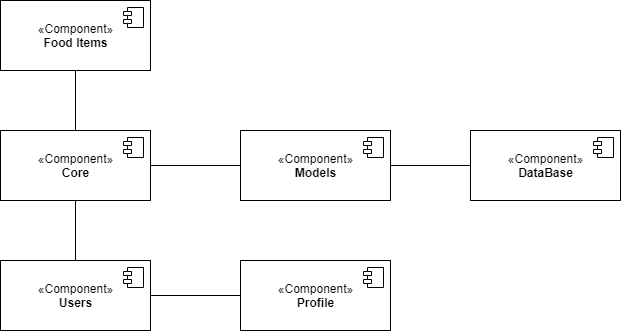 «Component»
Food Items
«Component»
Core
«Component»
Models
«Component»
DataBase
«Component»
Users
«Component»
Profile